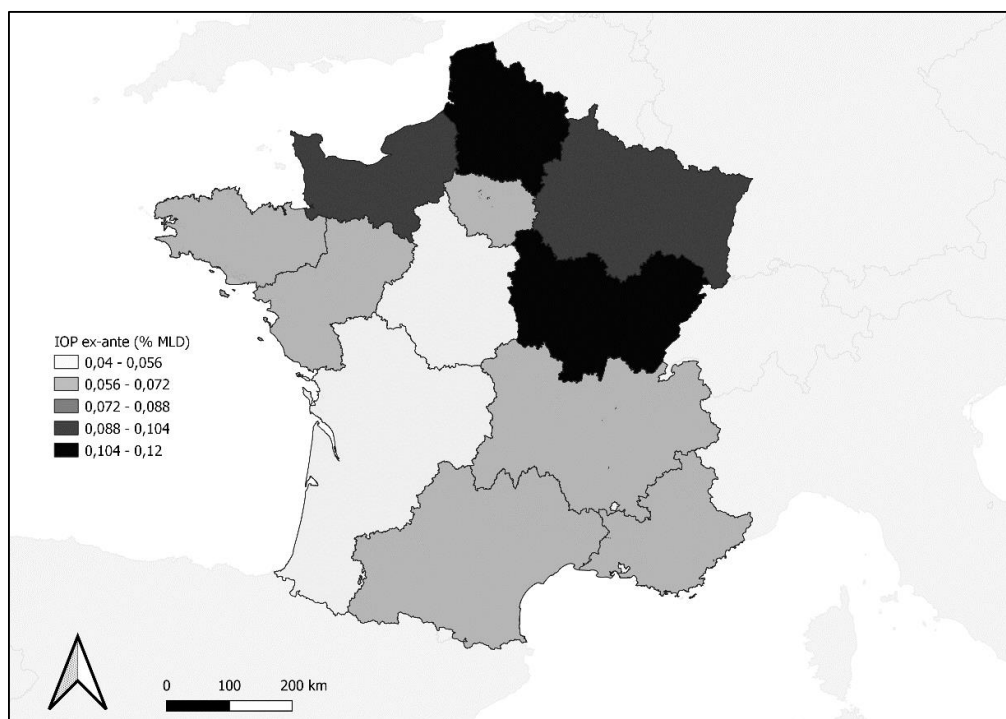 IOP ex-ante (% MLD)
0,04 - 0,056
0,056 - 0,072
0,072 - 0,088
0,088 - 0,104
0,104 - 0,12
0 100 200 km